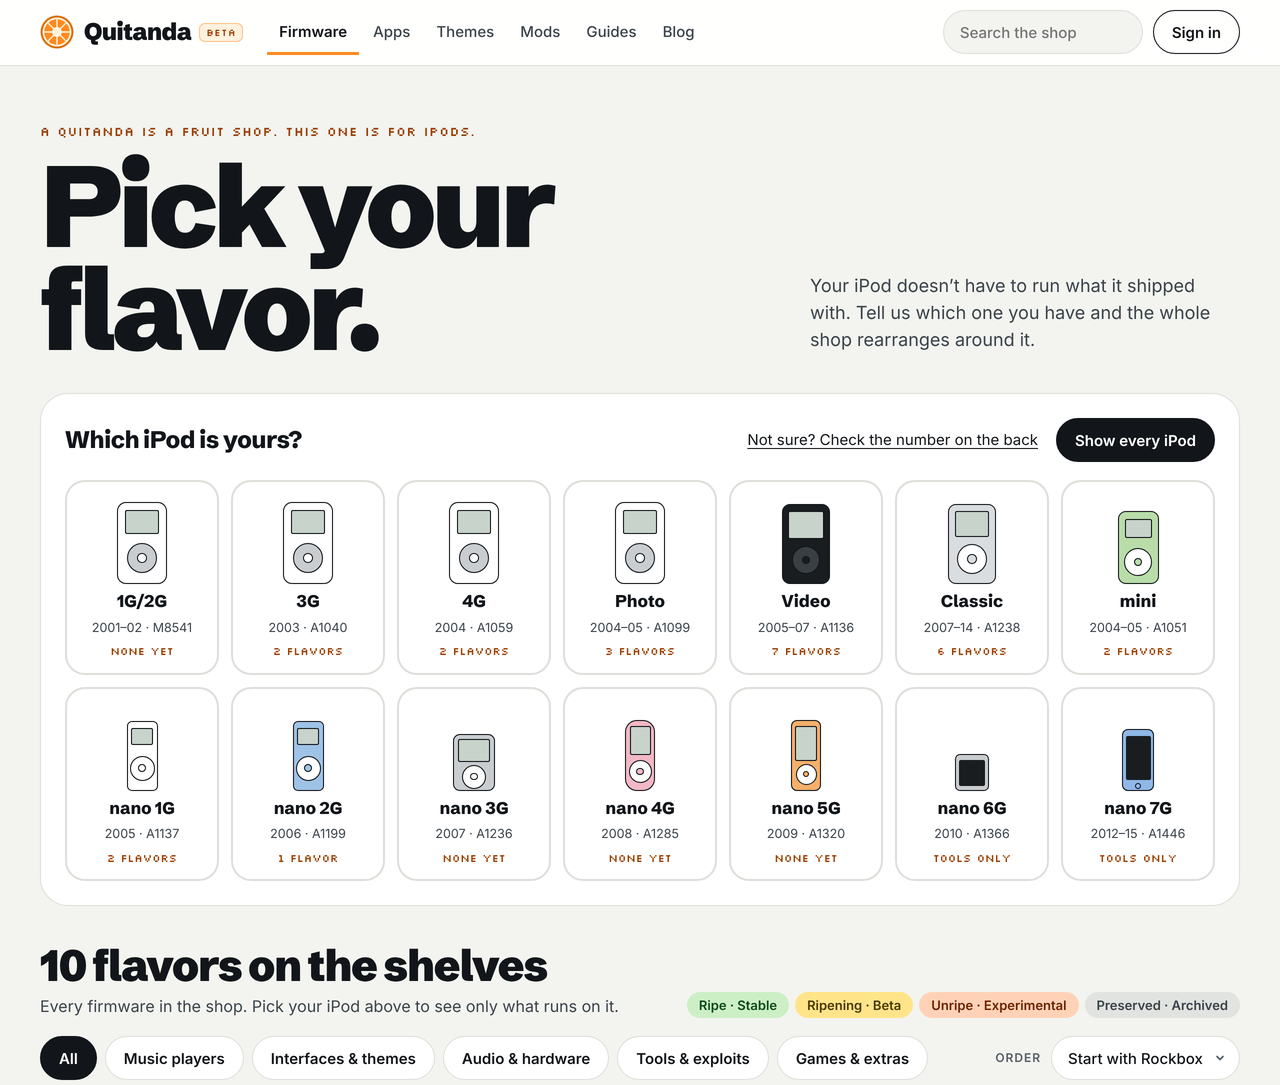 Quitanda BETA Firmware Apps Themes Mods Guides Blog Search the shop Sign in
A QUITANDA IS A FRUIT SHOP. THIS ONE IS FOR IPODS.
Pick your
flavor.
Your iPod doesn’t have to run what it shipped
with. Tell us which one you have and the whole
shop rearranges around it.
Which iPod is yours? Not sure? Check the number on the back Show every iPod
1G/2G 3G 4G Photo Video Classic mini
2001–02 · M8541 2003 · A1040 2004 · A1059 2004–05 · A1099 2005–07 · A1136 2007–14 · A1238 2004–05 · A1051
NONE YET 2 FLAVORS 2 FLAVORS 3 FLAVORS 7 FLAVORS 6 FLAVORS 2 FLAVORS
nano 1G nano 2G nano 3G nano 4G nano 5G nano 6G nano 7G
2005 · A1137 2006 · A1199 2007 · A1236 2008 · A1285 2009 · A1320 2010 · A1366 2012–15 · A1446
2 FLAVORS 1 FLAVOR NONE YET NONE YET NONE YET TOOLS ONLY TOOLS ONLY
10 flavors on the shelves
Every firmware in the shop. Pick your iPod above to see only what runs on it. Ripe · Stable Ripening · Beta Unripe · Experimental Preserved · Archived
All Music players Interfaces & themes Audio & hardware Tools & exploits Games & extras ORDER Start with Rockbox